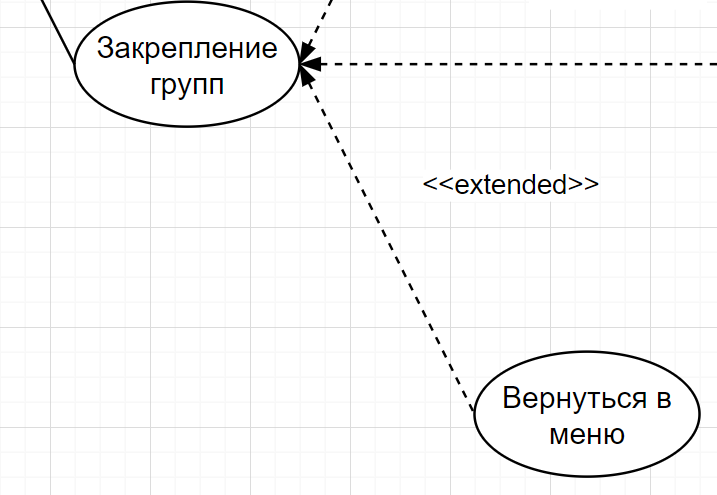 Закрепление
групп
<<extended>>
Вернуться в
меню